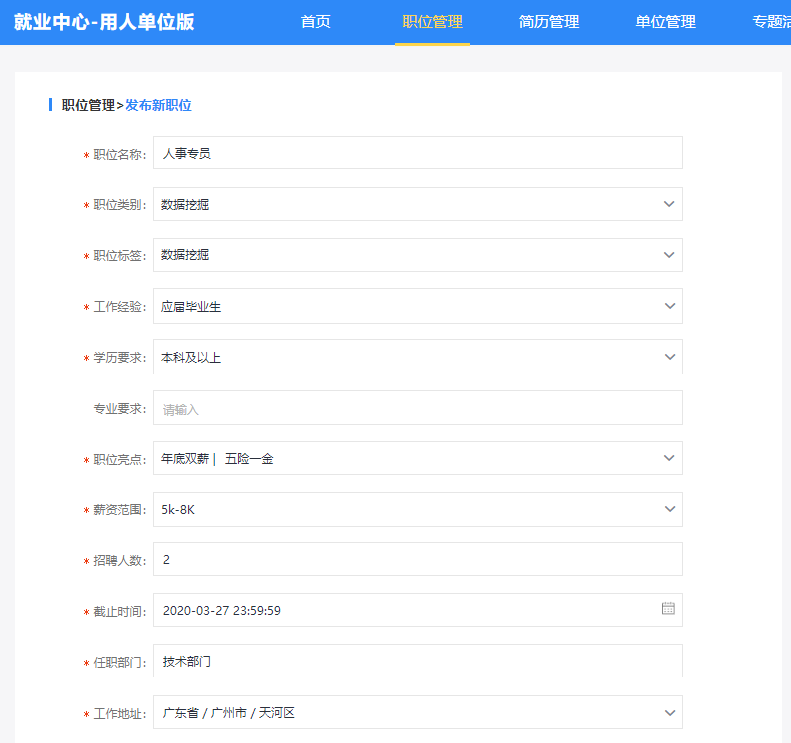 就业中心-用人单位版 首页 职位管理 简历管理 单位管理 专题活
职位管理>发布新职位
* 职位名称: 人事专员
* 职位类别: 数据挖掘
* 职位标签: 数据挖掘
* 工作经验: 应届毕业生
* 学历要求: 本科及以上
专业要求: 请输入
* 职位亮点: 年底双薪 | 五险一金
* 薪资范围: 5k-8K
* 招聘人数: 2
* 截止时间: 2020-03-27 23:59:59
* 任职部门: 技术部门
* 工作地址: 广东省 / 广州市 / 天河区